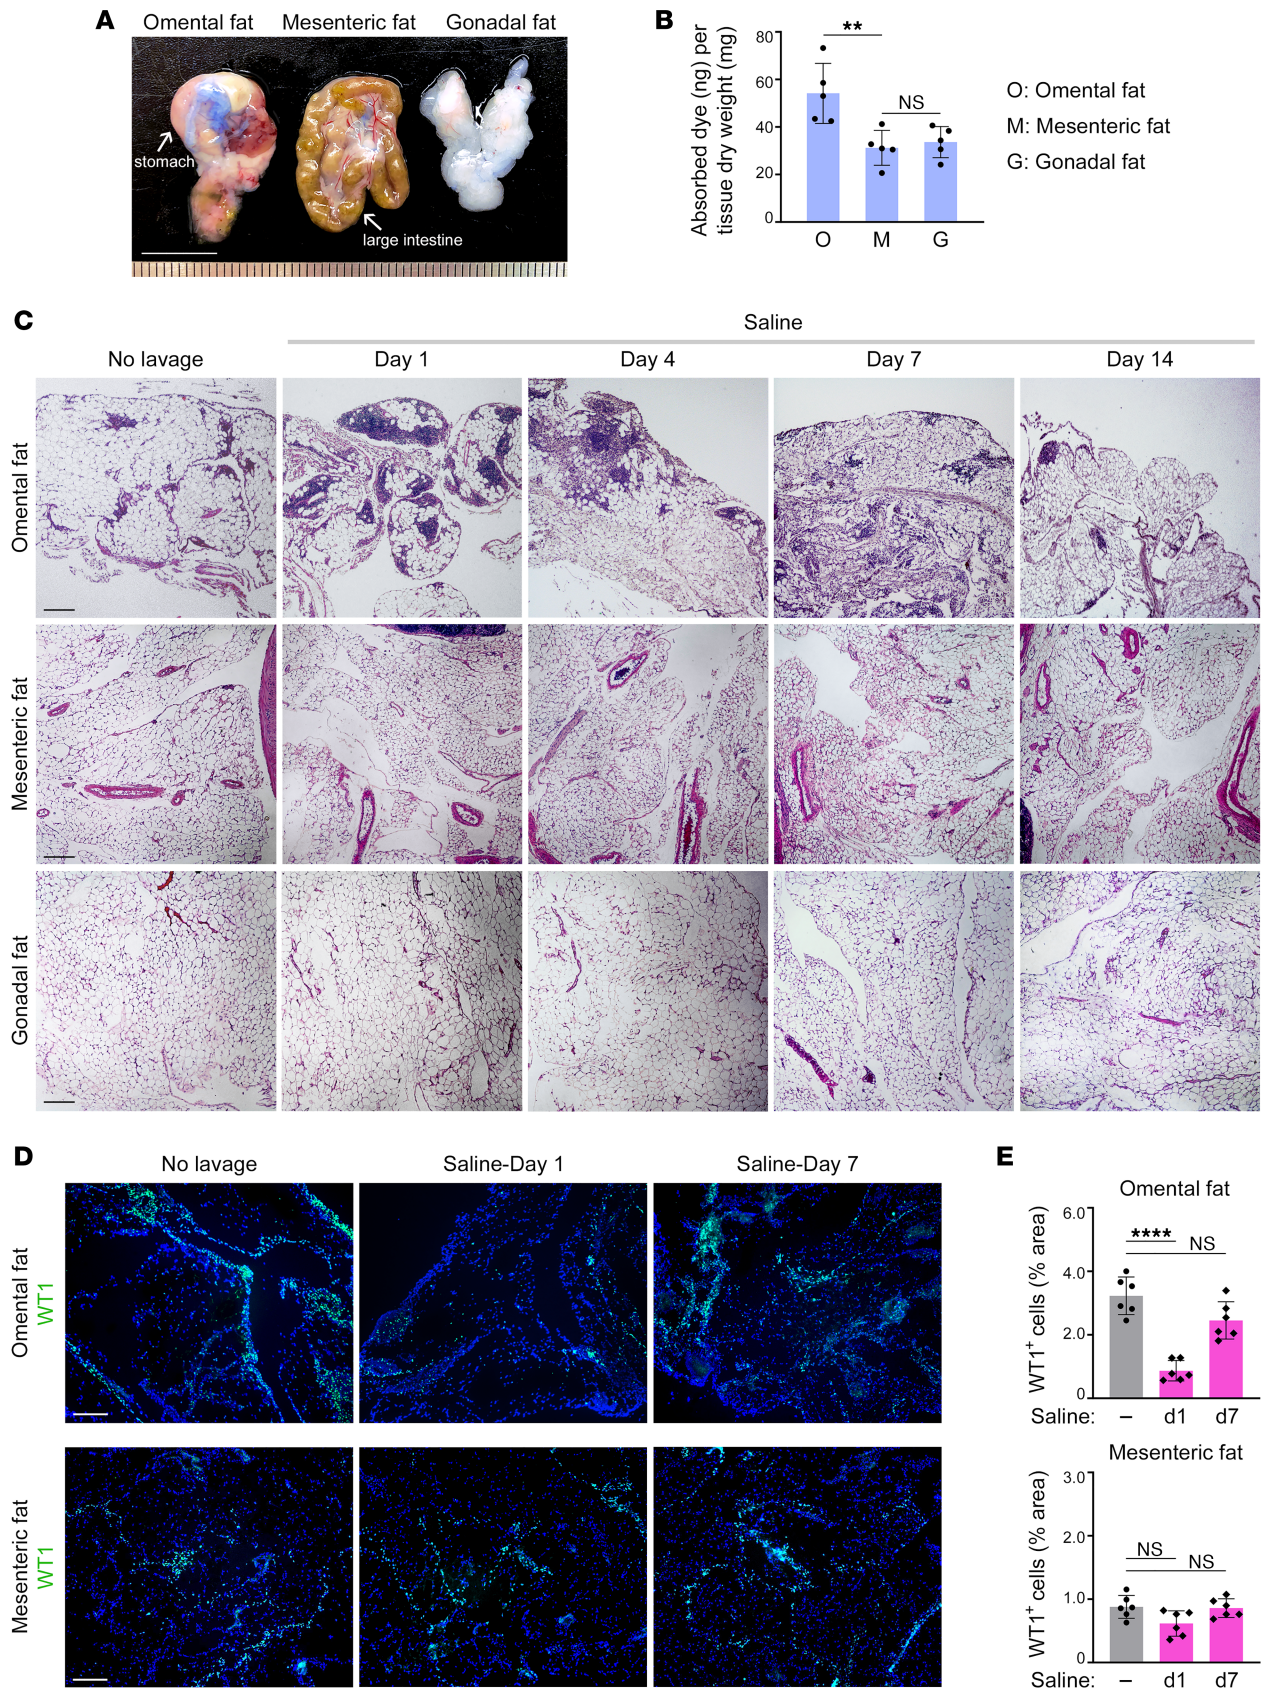 A
Omental fat
Mesenteric fat
Gonadal fat
stomach
large intestine
B
Absorbed dye (ng) per
tissue dry weight (mg)
80
60
40
20
0
**
NS
O
M
G
O: Omental fat
M: Mesenteric fat
G: Gonadal fat
C
Saline
No lavage
Day 1
Day 4
Day 7
Day 14
Omental fat
Mesenteric fat
Gonadal fat
D
No lavage
Saline-Day 1
Saline-Day 7
Omental fat
WT1
Mesenteric fat
WT1
E
Omental fat
WT1⁺ cells (% area)
6.0
4.0
2.0
0
****
NS
Saline:
–
d1
d7
Mesenteric fat
WT1⁺ cells (% area)
3.0
2.0
1.0
0
NS
NS
Saline:
–
d1
d7